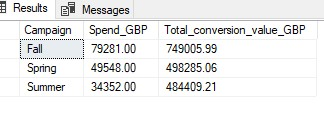 Results Messages
Campaign Spend_GBP Total_conversion_value_GBP
Fall 79281.00 749005.99
Spring 49548.00 498285.06
Summer 34352.00 484409.21